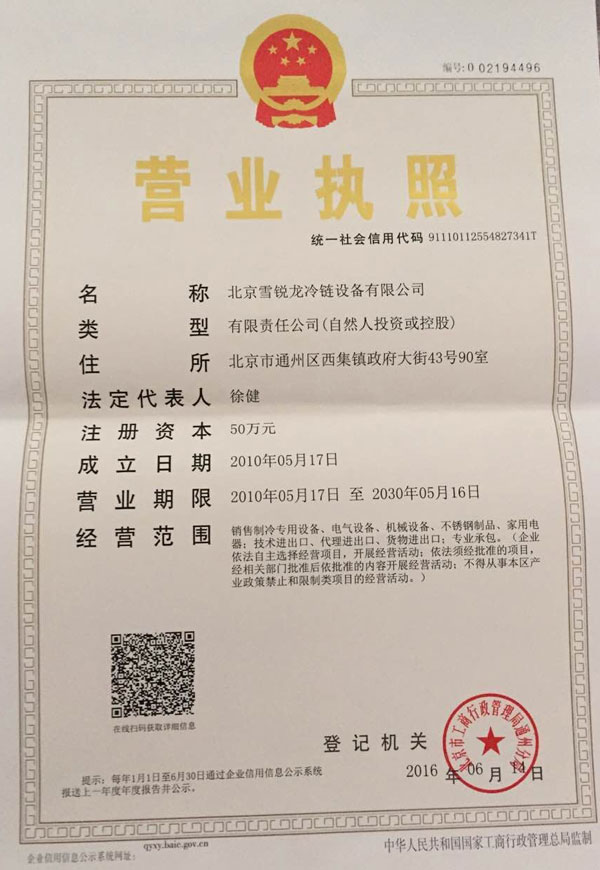 编号:0 02194496
营业执照
统一社会信用代码 91110112554827341T
名称 北京雪锐龙冷链设备有限公司
类型 有限责任公司(自然人投资或控股)
住所 北京市通州区西集镇政府大街43号90室
法定代表人 徐健
注册资本 50万元
成立日期 2010年05月17日
营业期限 2010年05月17日 至 2030年05月16日
经营范围 销售制冷专用设备、电气设备、机械设备、不锈钢制品、家用电
器；技术进出口、代理进出口、货物进出口；专业承包。（企业
依法自主选择经营项目，开展经营活动；依法须经批准的项目，
经相关部门批准后依批准的内容开展经营活动；不得从事本区产
业政策禁止和限制类项目的经营活动。）
在线扫码获取详细信息
登记机关
北京市工商行政管理局通州分局
2016 年 06 月 14 日
提示：每年1月1日至6月30日通过企业信用信息公示系统
报送上一年度年度报告并公示。
qyxy.baic.gov.cn
企业信用信息公示系统网址：
中华人民共和国国家工商行政管理总局监制